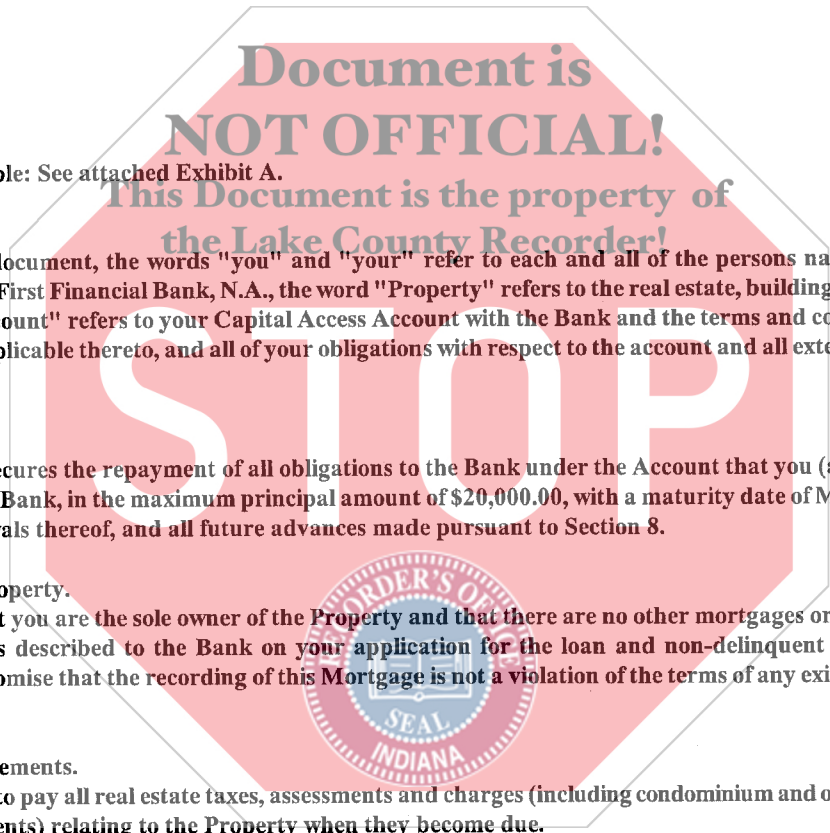 Document is
NOT OFFICIAL!
ple: See attached Exhibit A.
This Document is the property of
the Lake County Recorder!
document, the words "you" and "your" refer to each and all of the persons na
First Financial Bank, N.A., the word "Property" refers to the real estate, building
ount" refers to your Capital Access Account with the Bank and the terms and co
plicable thereto, and all of your obligations with respect to the account and all exte
STOP
ecures the repayment of all obligations to the Bank under the Account that you (a
Bank, in the maximum principal amount of $20,000.00, with a maturity date of M
vals thereof, and all future advances made pursuant to Section 8.
operty.
t you are the sole owner of the Property and that there are no other mortgages or
s described to the Bank on your application for the loan and non-delinquent
omise that the recording of this Mortgage is not a violation of the terms of any exi
RECORDER'S OFFICE
SEAL
INDIANA
ements.
to pay all real estate taxes, assessments and charges (including condominium and o
ents) relating to the Property when they become due.